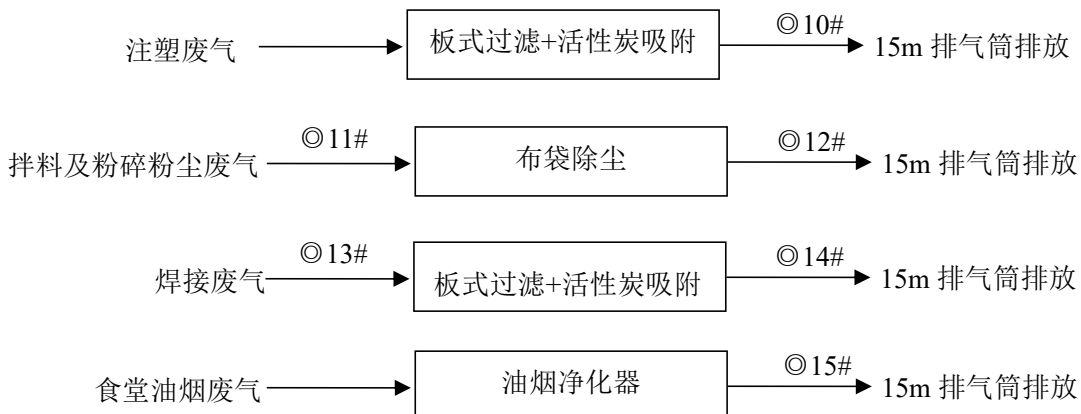 注塑废气 板式过滤+活性炭吸附 ◎10# 15m 排气筒排放
拌料及粉碎粉尘废气 ◎11# 布袋除尘 ◎12# 15m 排气筒排放
焊接废气 ◎13# 板式过滤+活性炭吸附 ◎14# 15m 排气筒排放
食堂油烟废气 油烟净化器 ◎15# 15m 排气筒排放